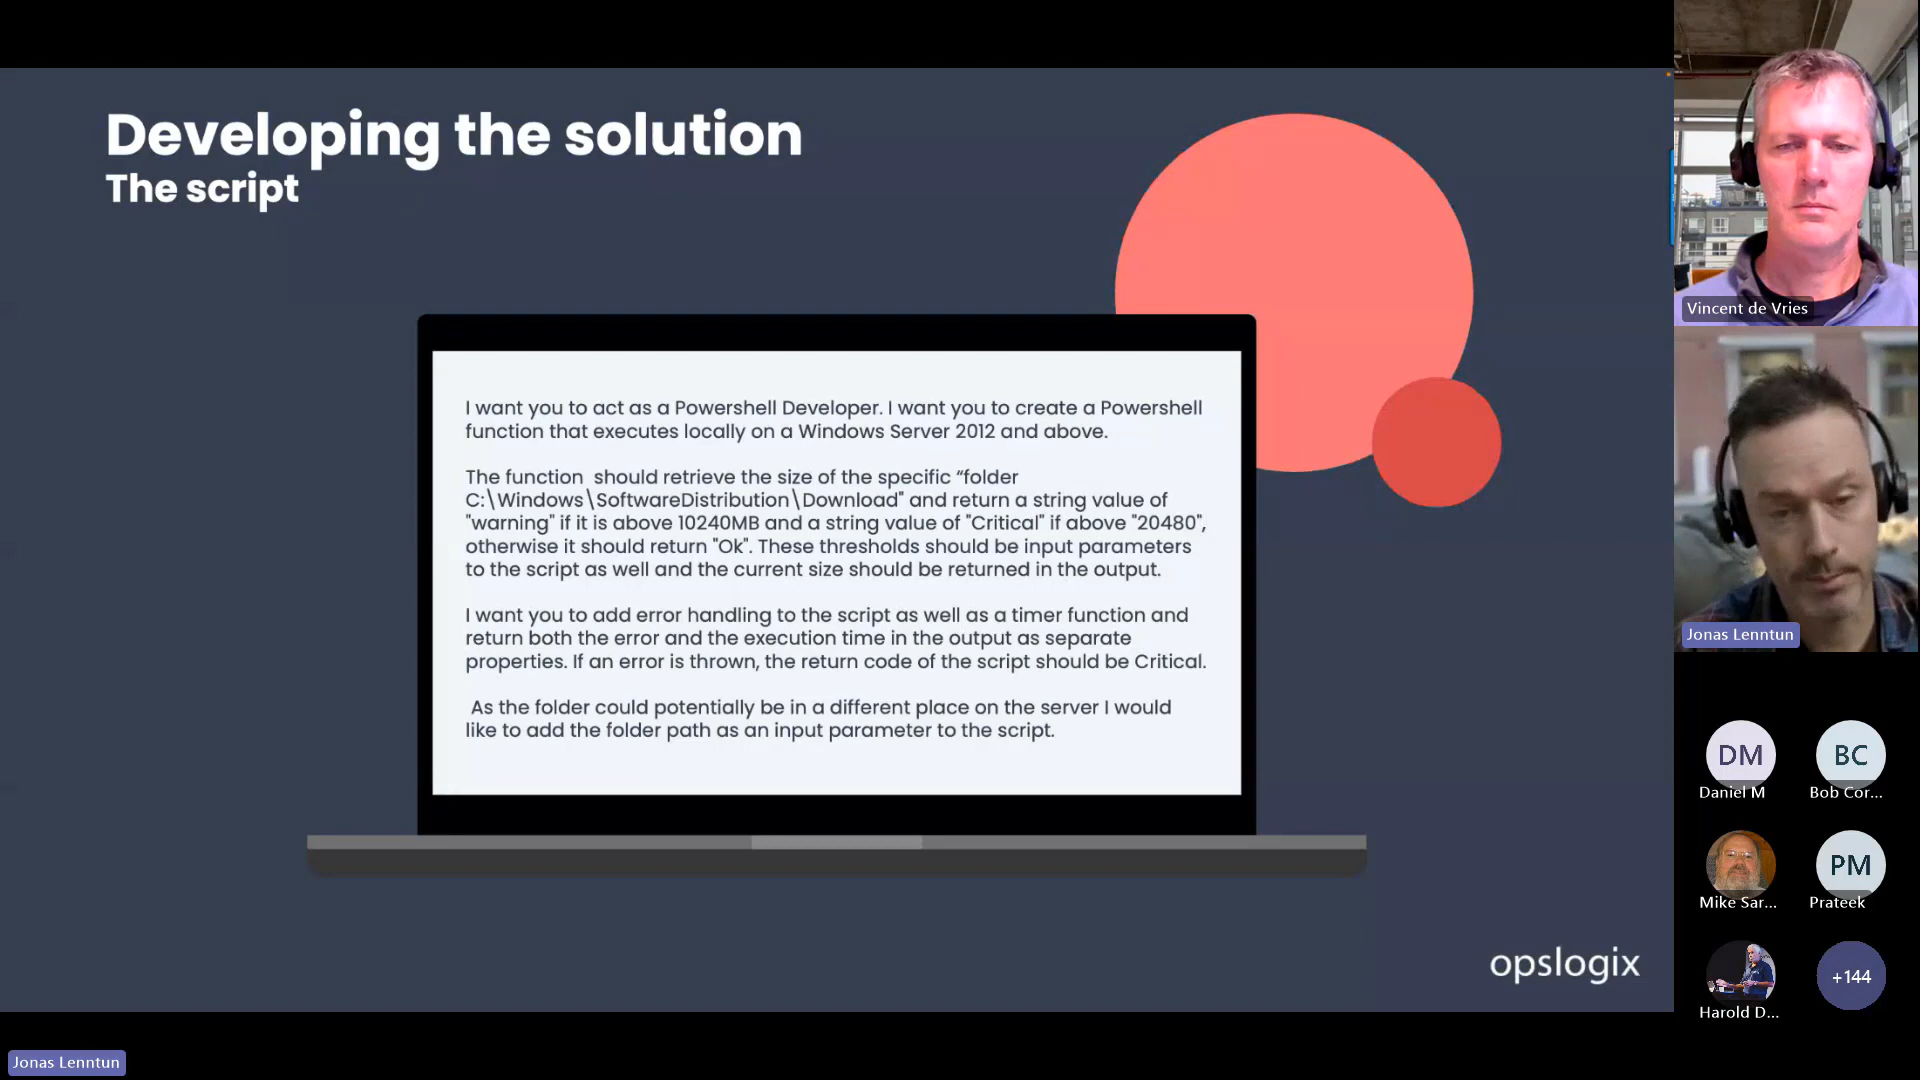 Developing the solution
The script
I want you to act as a Powershell Developer. I want you to create a Powershell
function that executes locally on a Windows Server 2012 and above.
The function  should retrieve the size of the specific “folder
C:\Windows\SoftwareDistribution\Download" and return a string value of
"warning" if it is above 10240MB and a string value of "Critical" if above "20480",
otherwise it should return "Ok". These thresholds should be input parameters
to the script as well and the current size should be returned in the output.
I want you to add error handling to the script as well as a timer function and
return both the error and the execution time in the output as separate
properties. If an error is thrown, the return code of the script should be Critical.
As the folder could potentially be in a different place on the server I would
like to add the folder path as an input parameter to the script.
opslogix
Jonas Lenntun
Vincent de Vries
Jonas Lenntun
DM
Daniel M
BC
Bob Cor...
Mike Sar...
PM
Prateek
Harold D...
+144